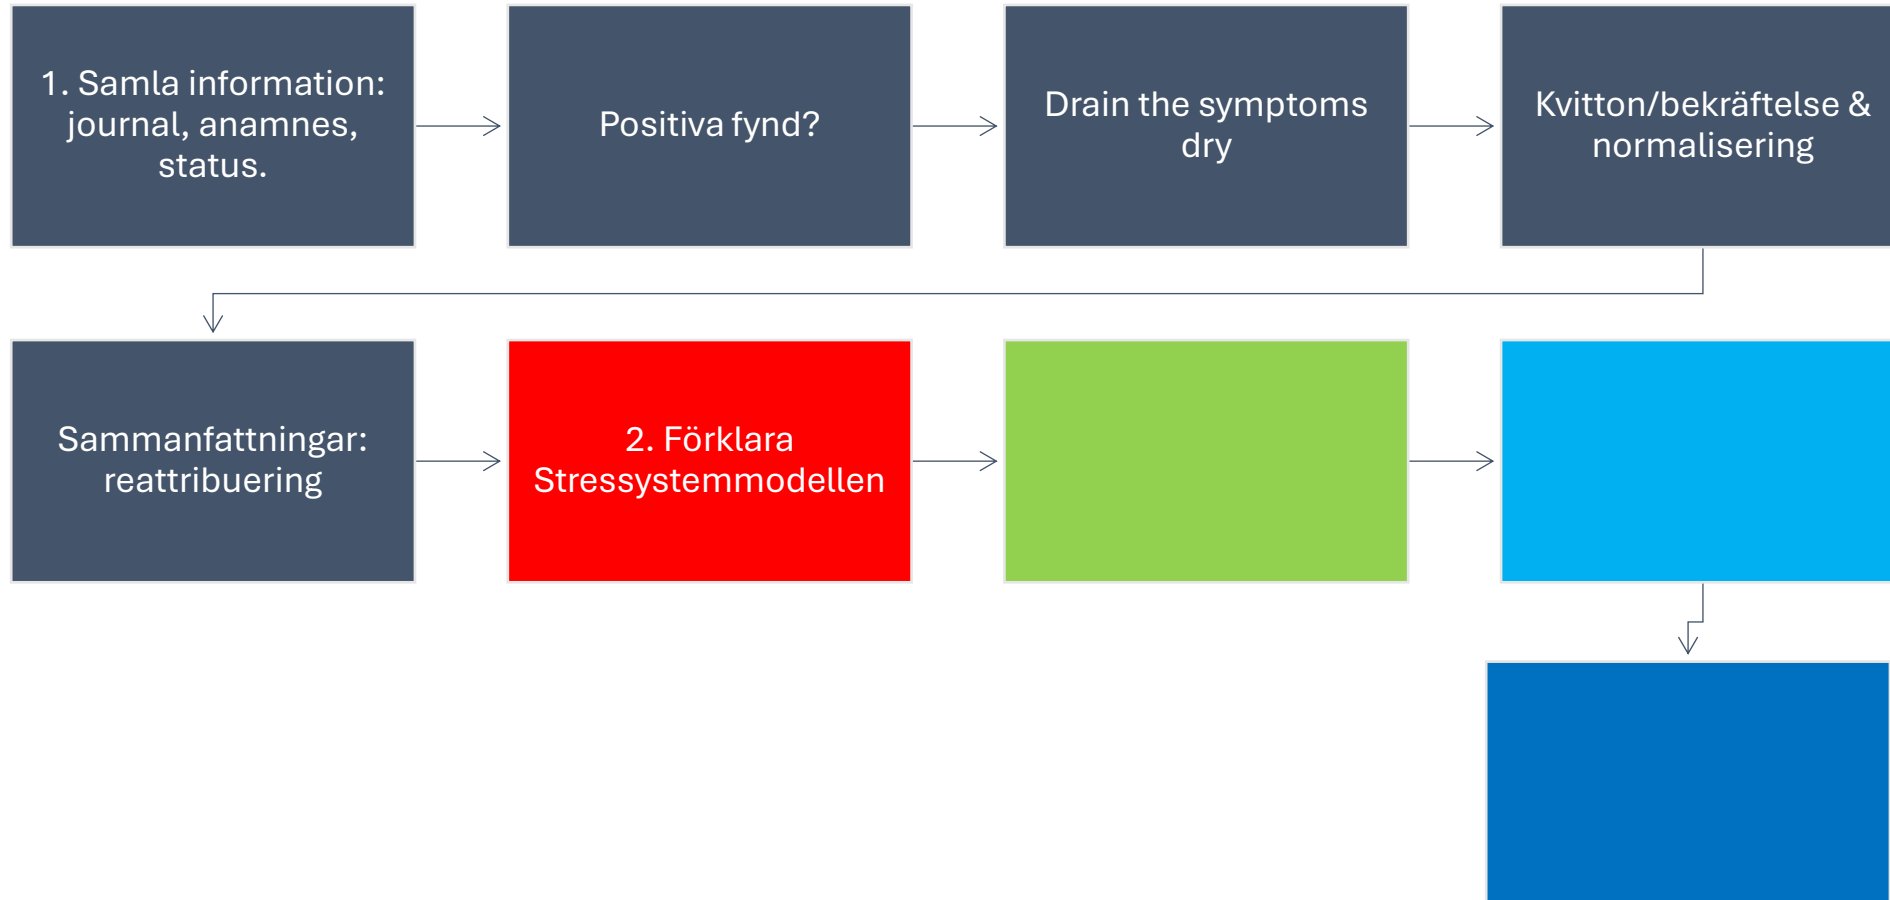 1. Samla information:
journal, anamnes,
status.
Positiva fynd?
Drain the symptoms
dry
Kvitton/bekräftelse &
normalisering
Sammanfattningar:
reattribuering
2. Förklara
Stressystemmodellen